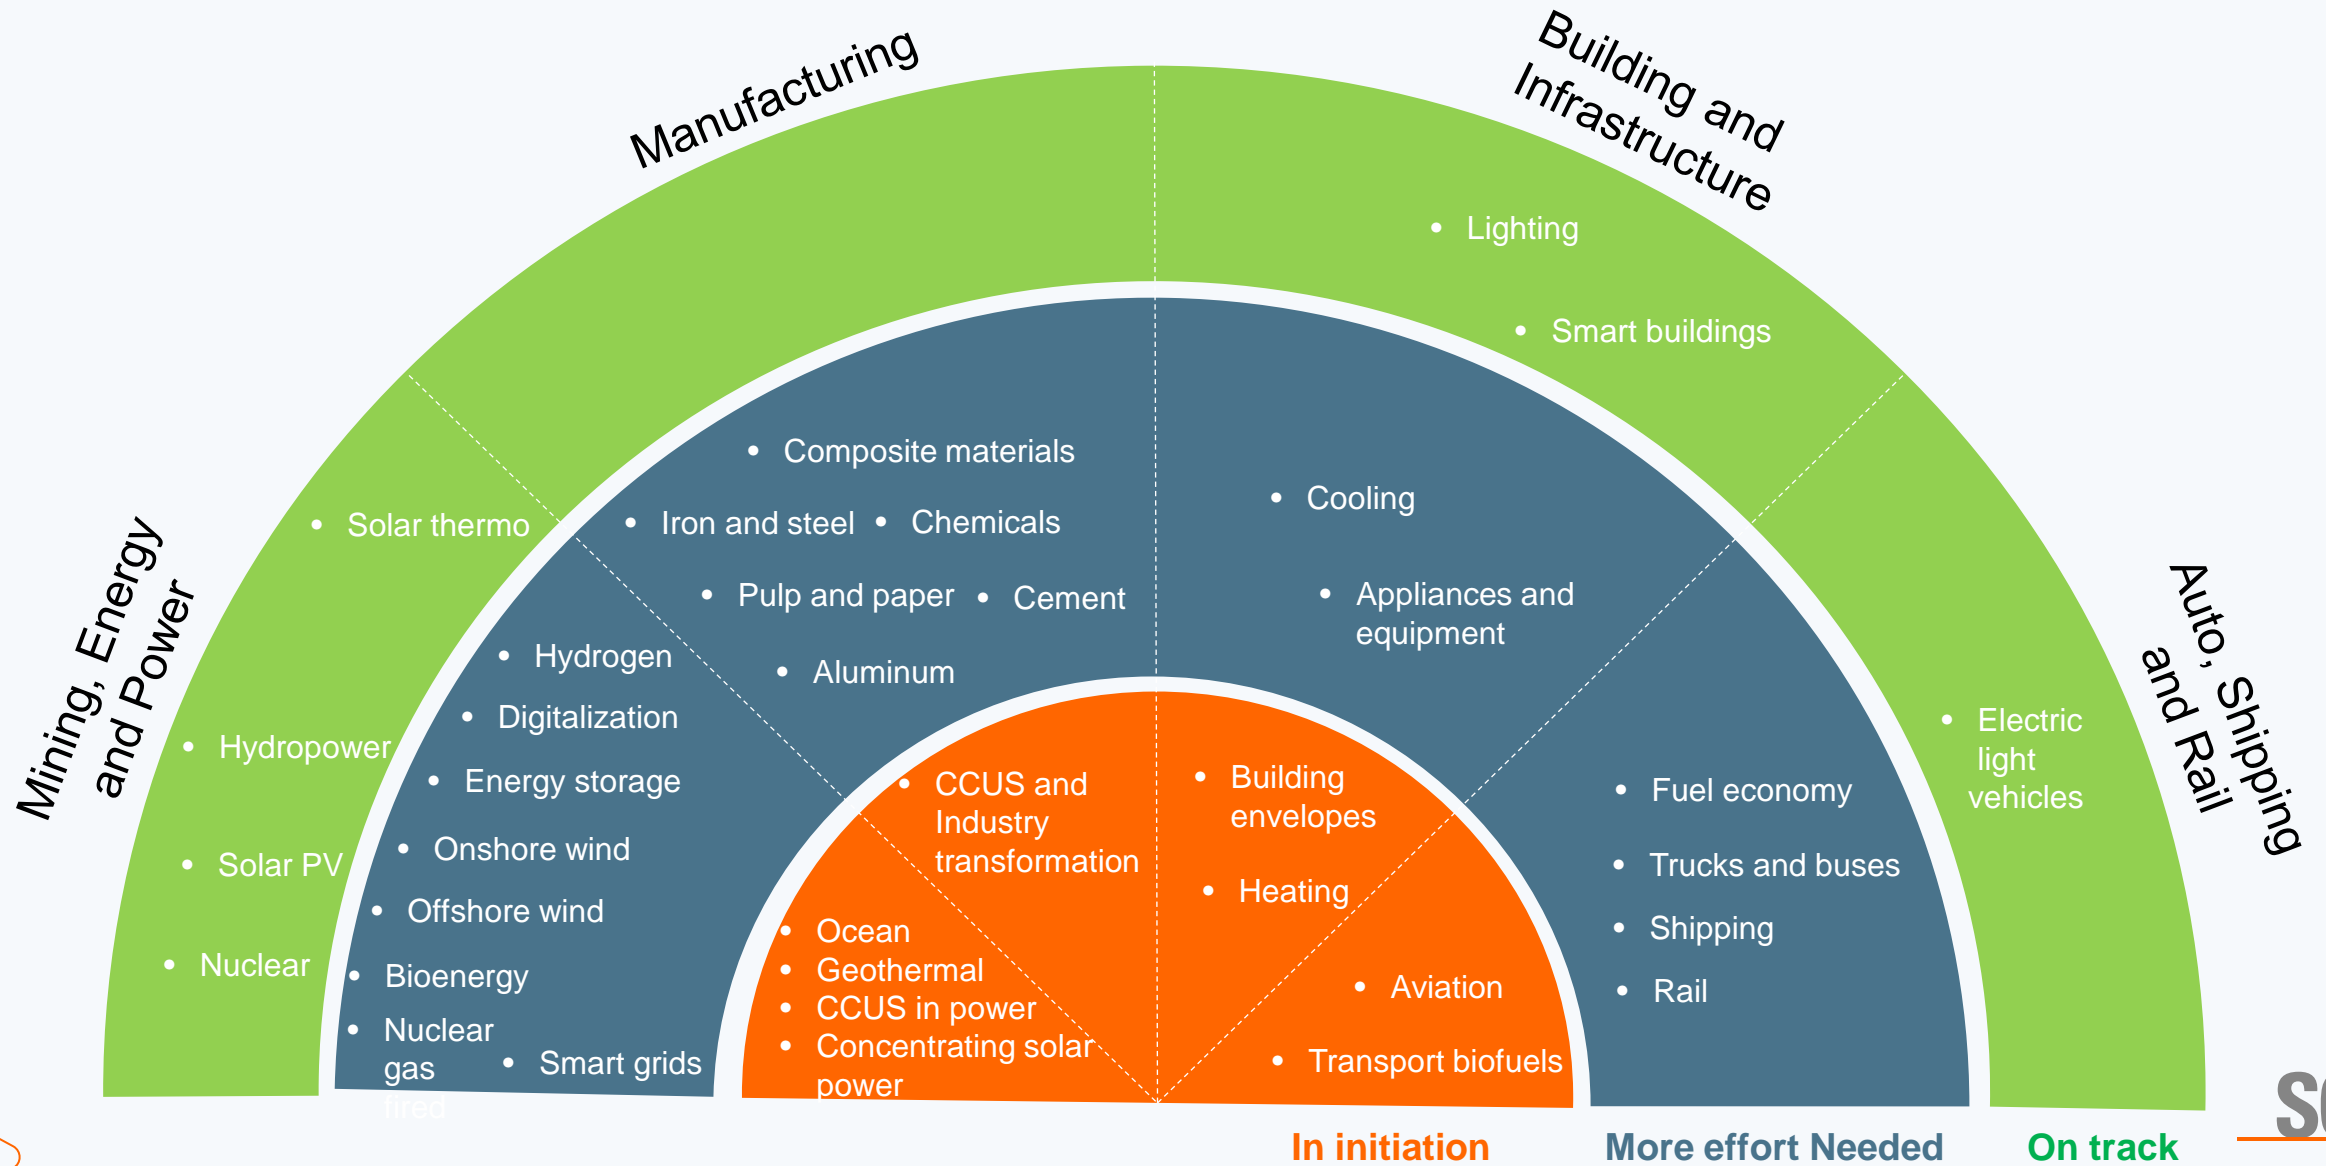 Manufacturing
Building and
Infrastructure
Mining, Energy
and Power
Auto, Shipping
and Rail
• Lighting
• Smart buildings
• Solar thermo
• Hydropower
• Solar PV
• Nuclear
• Electric
light
vehicles
• Composite materials
• Iron and steel
• Chemicals
• Pulp and paper
• Cement
• Aluminum
• Cooling
• Appliances and
equipment
• Hydrogen
• Digitalization
• Energy storage
• Onshore wind
• Offshore wind
• Bioenergy
• Nuclear
gas
fired
• Smart grids
• Fuel economy
• Trucks and buses
• Shipping
• Rail
• CCUS and
Industry
transformation
• Building
envelopes
• Heating
• Ocean
• Geothermal
• CCUS in power
• Concentrating solar
power
• Aviation
• Transport biofuels
In initiation
More effort Needed
On track